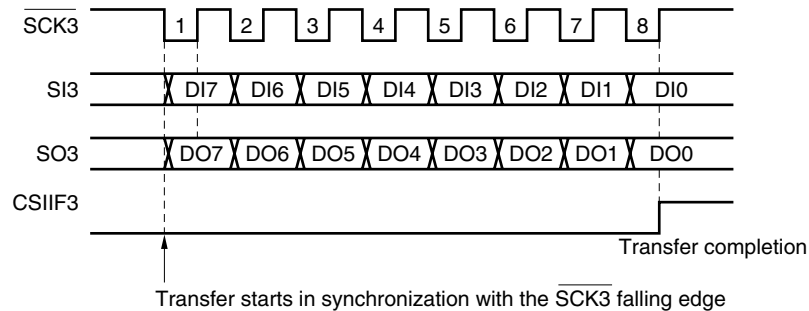 SCK3 1 2 3 4 5 6 7 8
SI3 DI7 DI6 DI5 DI4 DI3 DI2 DI1 DI0
SO3 DO7 DO6 DO5 DO4 DO3 DO2 DO1 DO0
CSIIF3
Transfer completion
Transfer starts in synchronization with the SCK3 falling edge